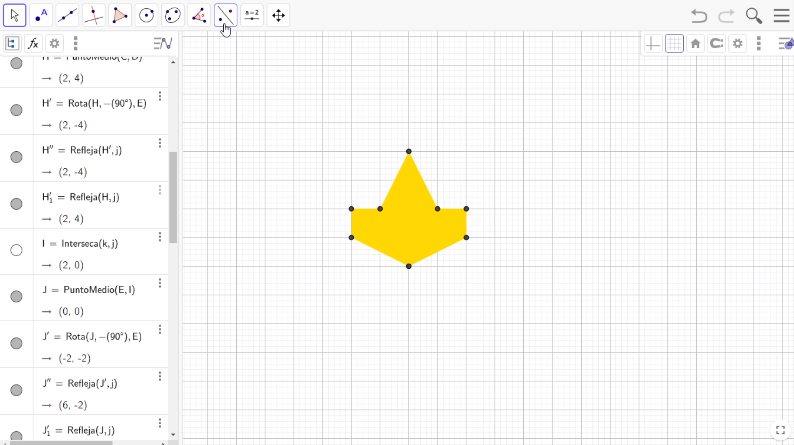 A
a=2
fx
H = PuntoMedio(C, D)
→ (2, 4)
H′ = Rota(H, −(90°), E)
→ (2, -4)
H″ = Refleja(H′, j)
→ (2, -4)
H′₁ = Refleja(H, j)
→ (2, 4)
I = Interseca(k, j)
→ (2, 0)
J = PuntoMedio(E, I)
→ (0, 0)
J′ = Rota(J, −(90°), E)
→ (-2, -2)
J″ = Refleja(J′, j)
→ (6, -2)
J′₁ = Refleja(J, j)